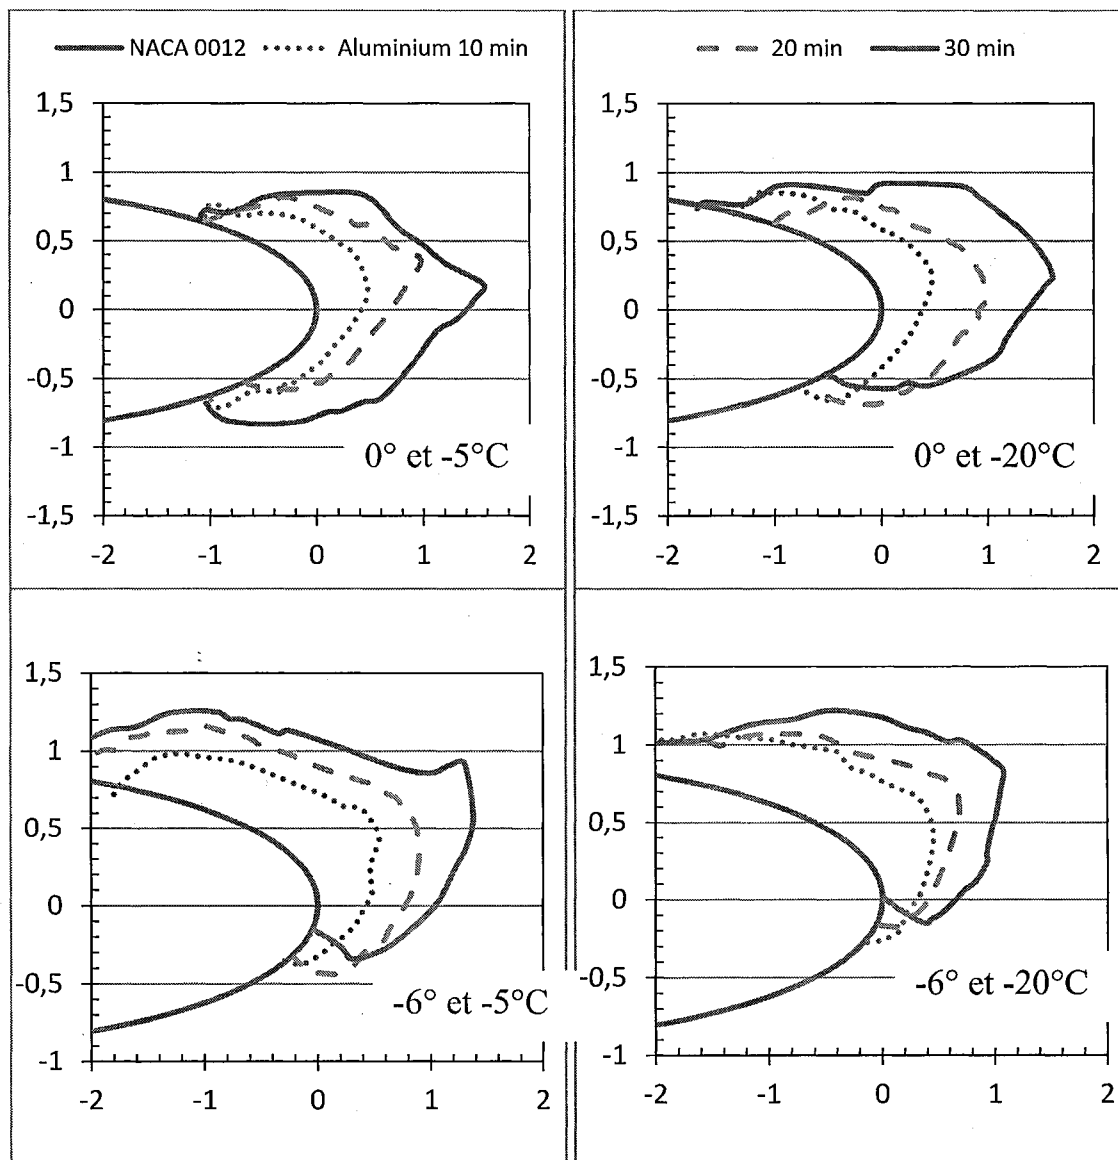 NACA 0012 Aluminium 10 min 20 min 30 min
1,5 1,5
1 1
0,5 0,5
0 0
-0,5 -0,5
-1 0° et -5°C -1 0° et -20°C
-1,5 -1,5
-2 -1 0 1 2 -2 -1 0 1 2
1,5 1,5
1 1
0,5 0,5
0 0
-0,5 -6° et -5°C -0,5 -6° et -20°C
-1 -1
-2 -1 0 1 2 -2 -1 0 1 2